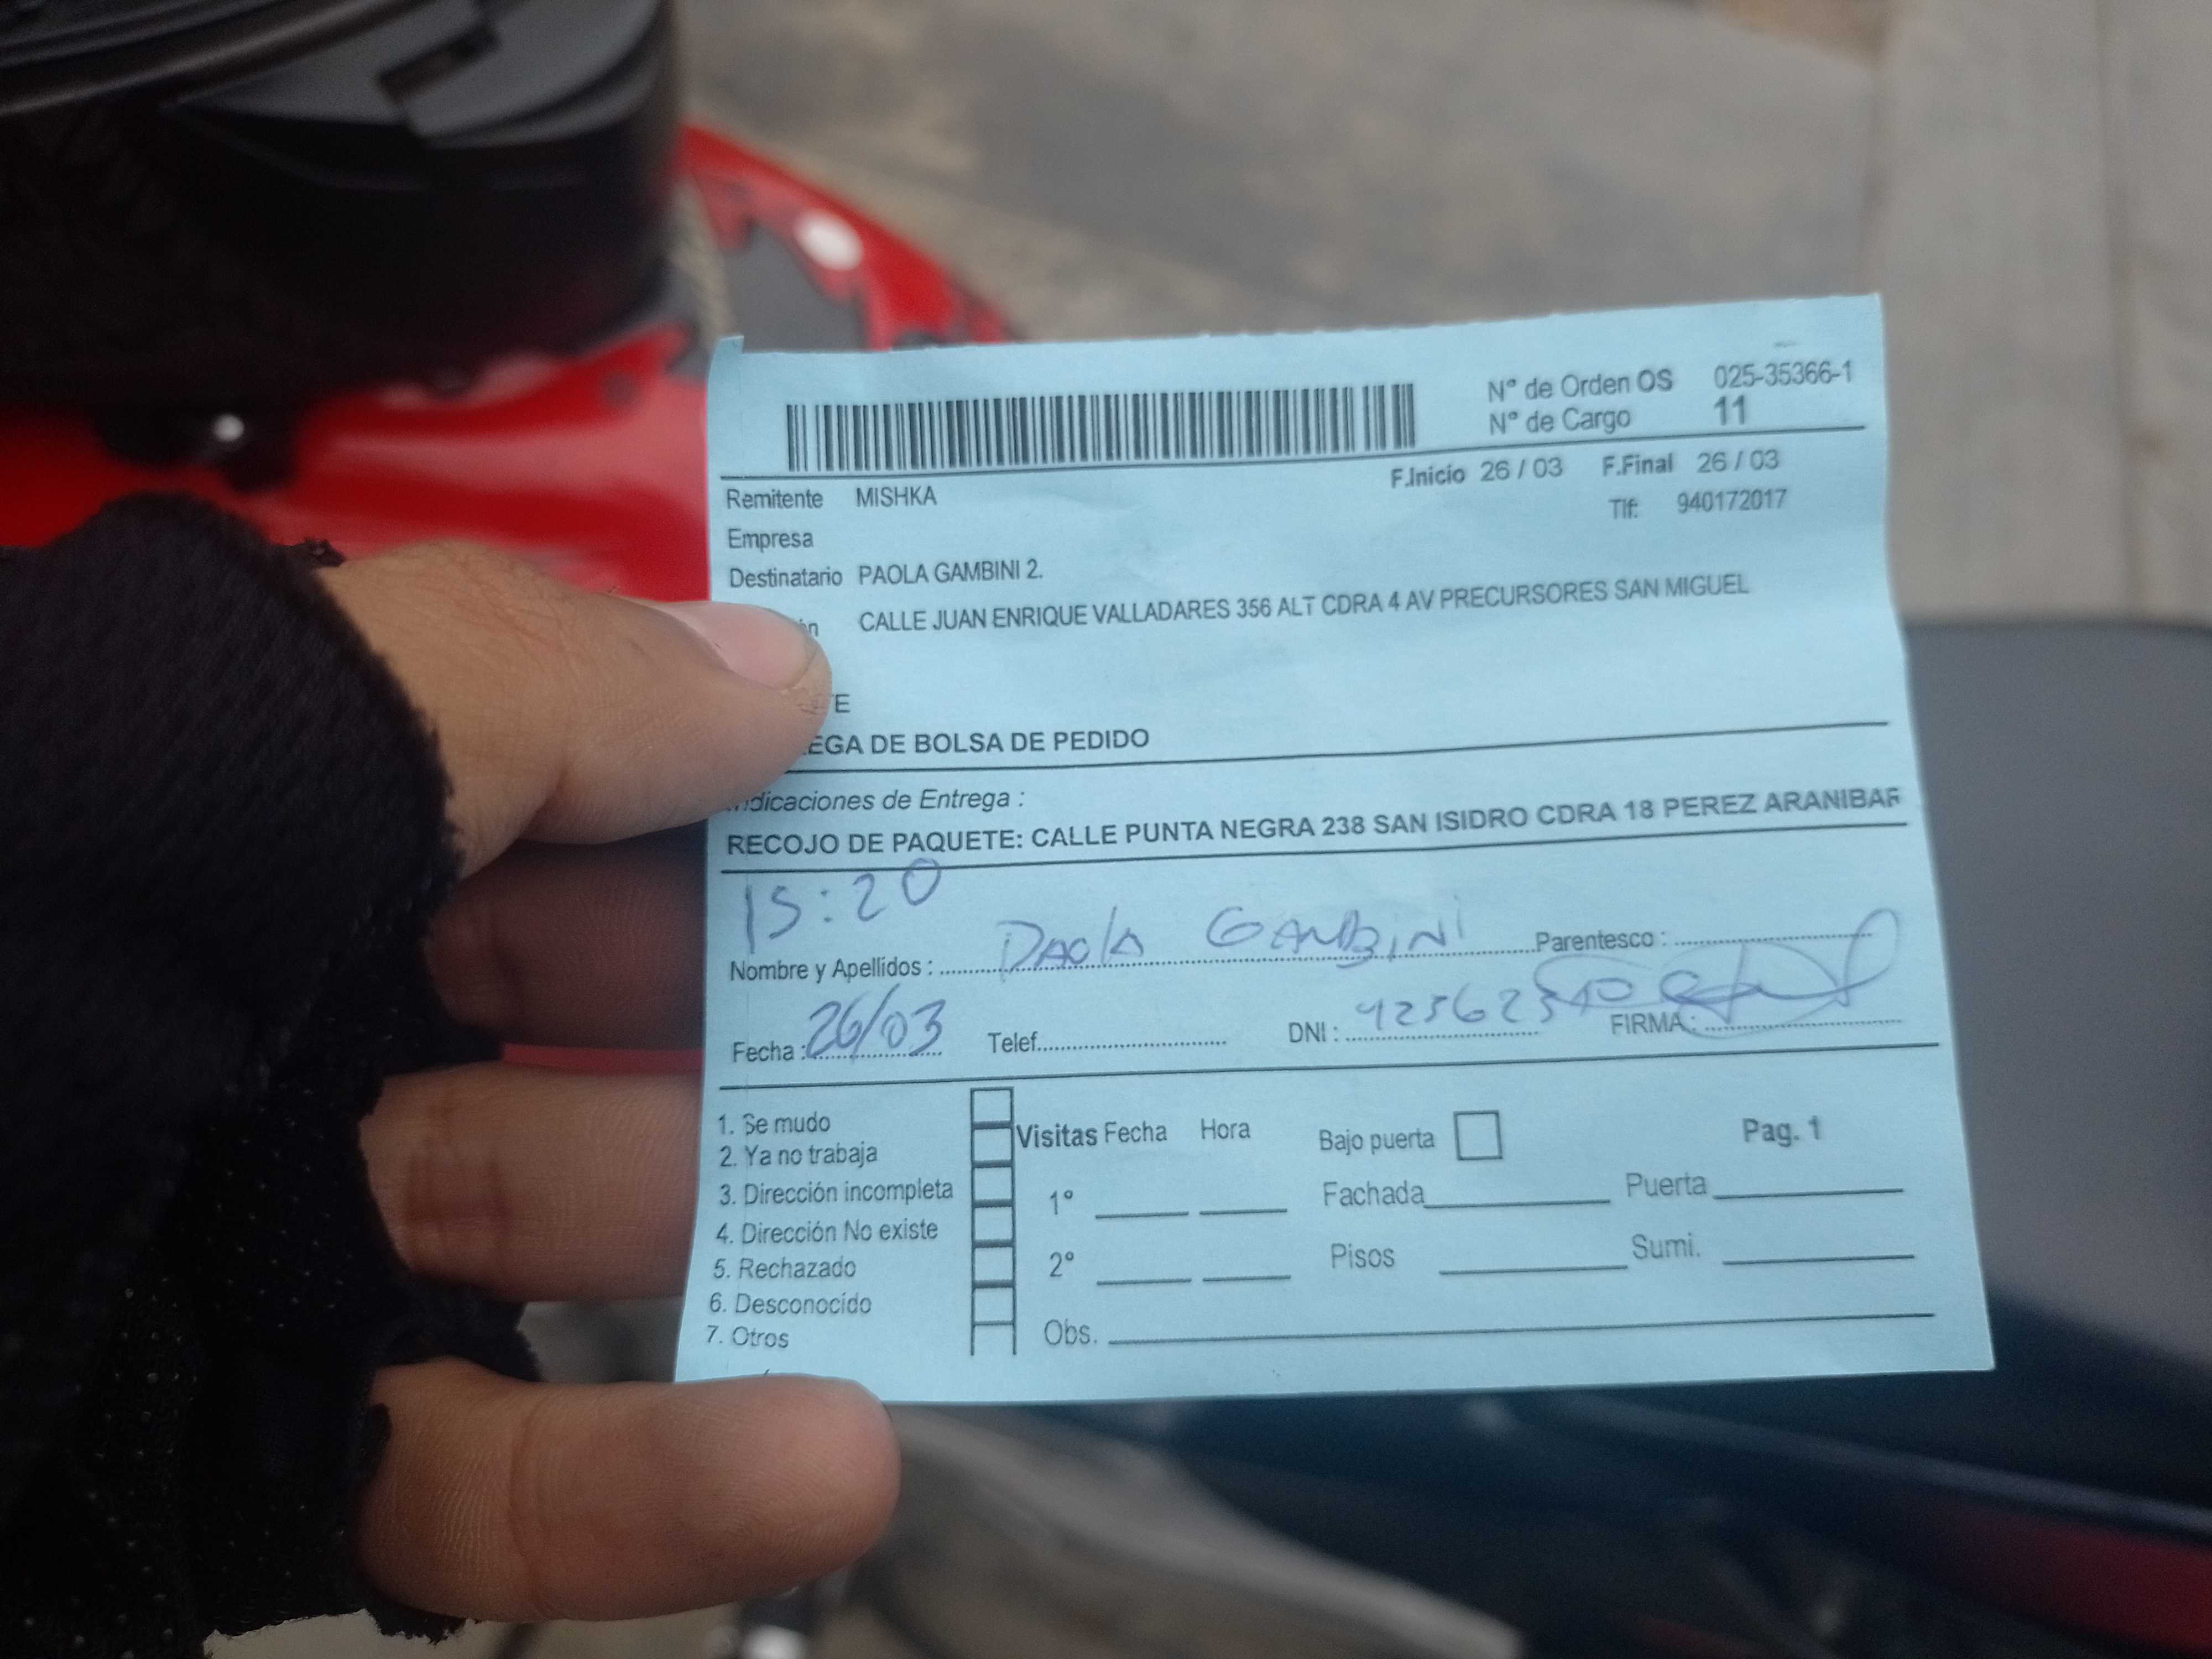 N° de Orden OS 025-35366-1
N° de Cargo 11
F.Inicio 26 / 03 F.Final 26 / 03
Remitente MISHKA
Tlf: 940172017
Empresa
Destinatario PAOLA GAMBINI 2.
CALLE JUAN ENRIQUE VALLADARES 356 ALT CDRA 4 AV PRECURSORES SAN MIGUEL
DE BOLSA DE PEDIDO
Indicaciones de Entrega :
RECOJO DE PAQUETE: CALLE PUNTA NEGRA 238 SAN ISIDRO CDRA 18 PEREZ ARANIBAR
15:20
Nombre y Apellidos : PAOLA GAMBINI Parentesco :
Fecha : 26/03 Telef. DNI : FIRMA :
1. Se mudo
2. Ya no trabaja
3. Dirección incompleta
4. Dirección No existe
5. Rechazado
6. Desconocido
7. Otros
Visitas Fecha Hora Bajo puerta Pag. 1
1° Fachada Puerta
2° Pisos Sumi.
Obs.